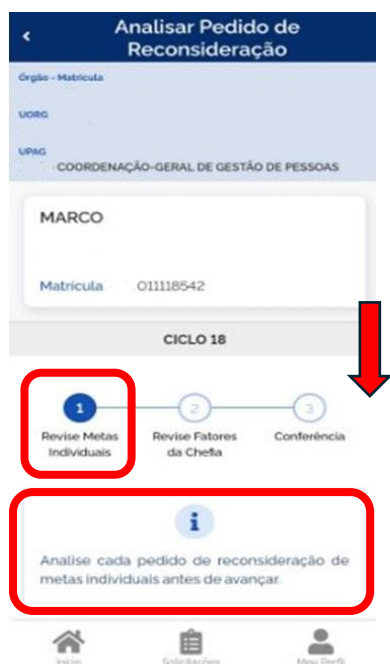 Analisar Pedido de
Reconsideração
Órgão - Matrícula
UORG
UPAG
COORDENAÇÃO-GERAL DE GESTÃO DE PESSOAS
MARCO
Matrícula 011118542
CICLO 18
1 2 3
Revise Metas Individuais
Revise Fatores da Chefia
Conferência
i
Analise cada pedido de reconsideração de
metas individuais antes de avançar.
Início Solicitações Meu Perfil